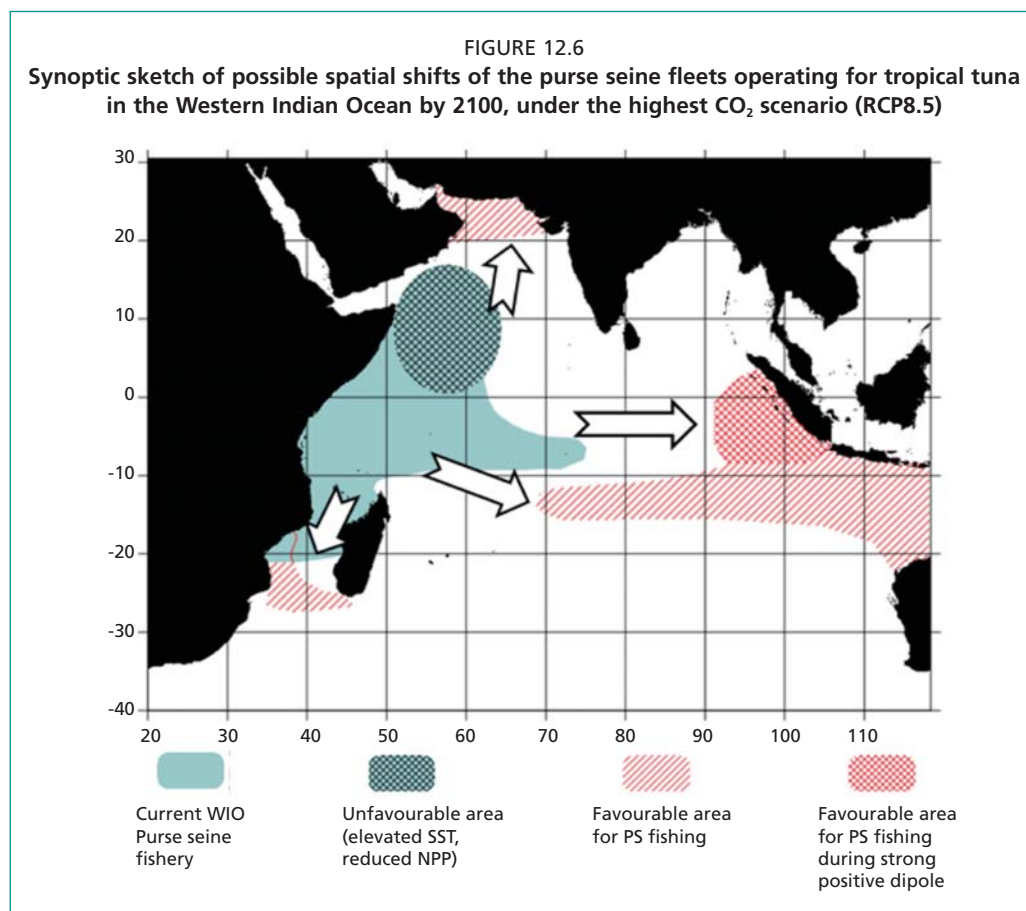 FIGURE 12.6
Synoptic sketch of possible spatial shifts of the purse seine fleets operating for tropical tuna
in the Western Indian Ocean by 2100, under the highest CO₂ scenario (RCP8.5)
30
20
10
0
-10
-20
-30
-40
20 30 40 50 60 70 80 90 100 110
Current WIO
Purse seine
fishery
Unfavourable area
(elevated SST,
reduced NPP)
Favourable area
for PS fishing
Favourable area
for PS fishing
during strong
positive dipole